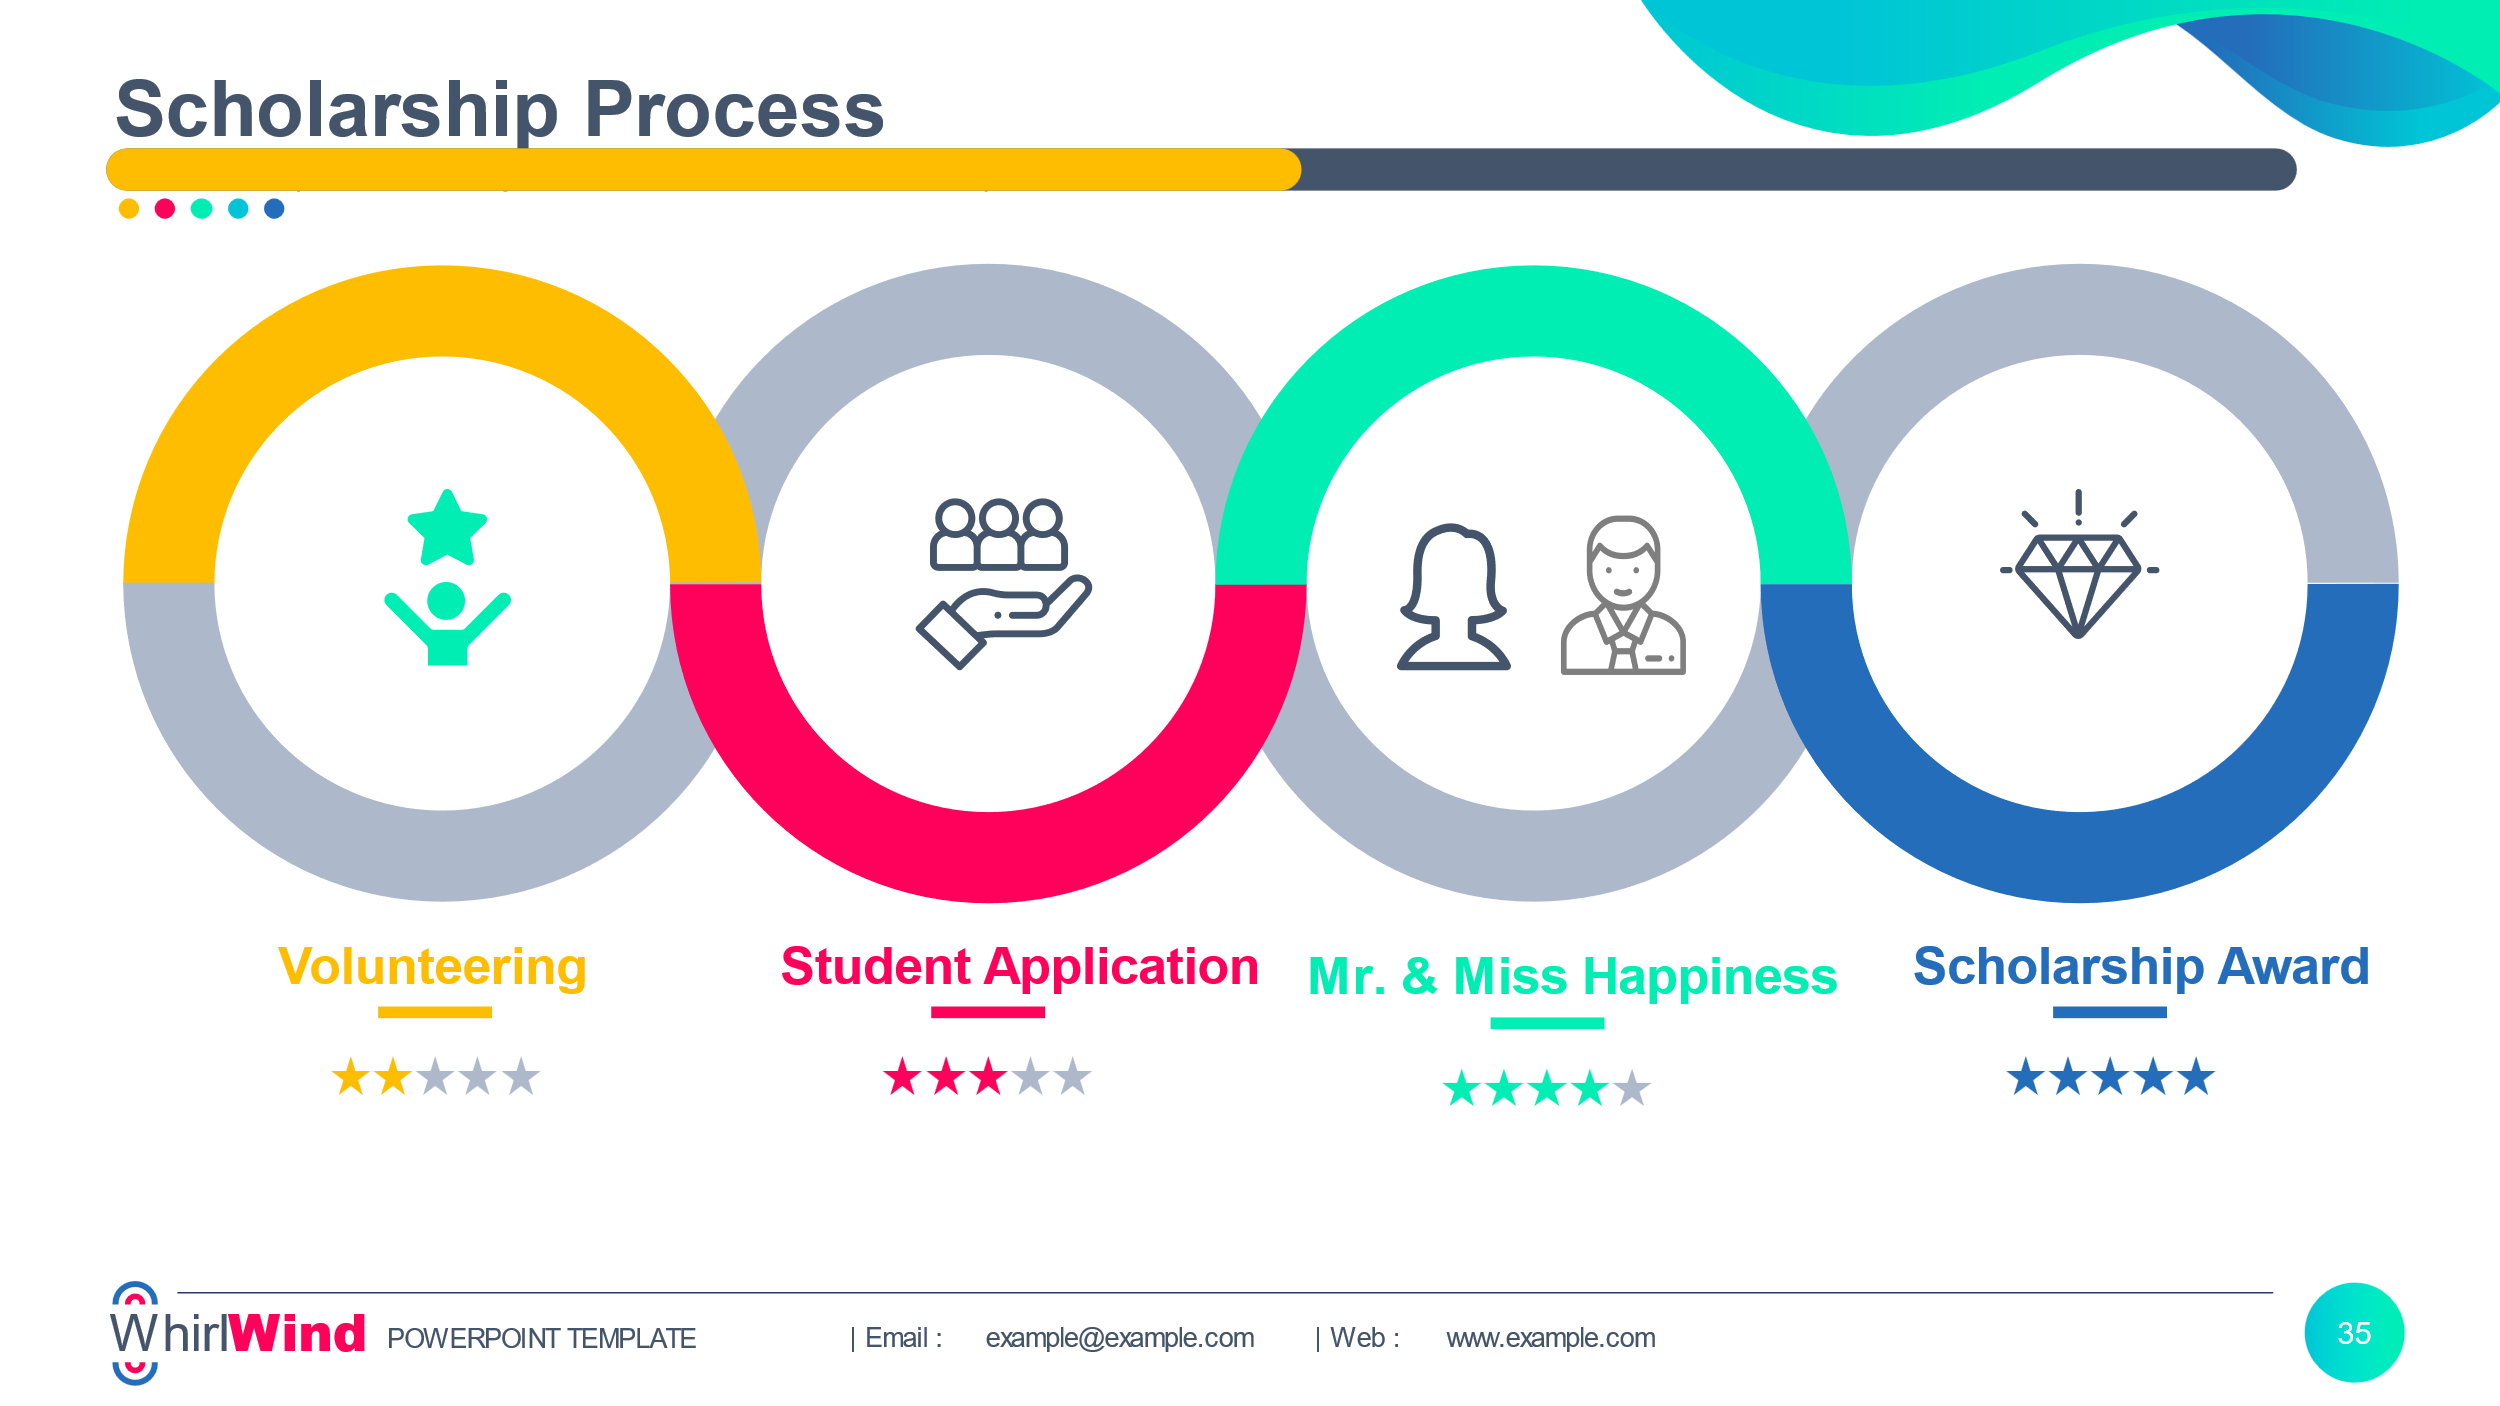 Scholarship Process
Volunteering
Student Application
Mr. & Miss Happiness
Scholarship Award
WhirlWind POWERPOINT TEMPLATE | Email : example@example.com | Web : www.example.com
35